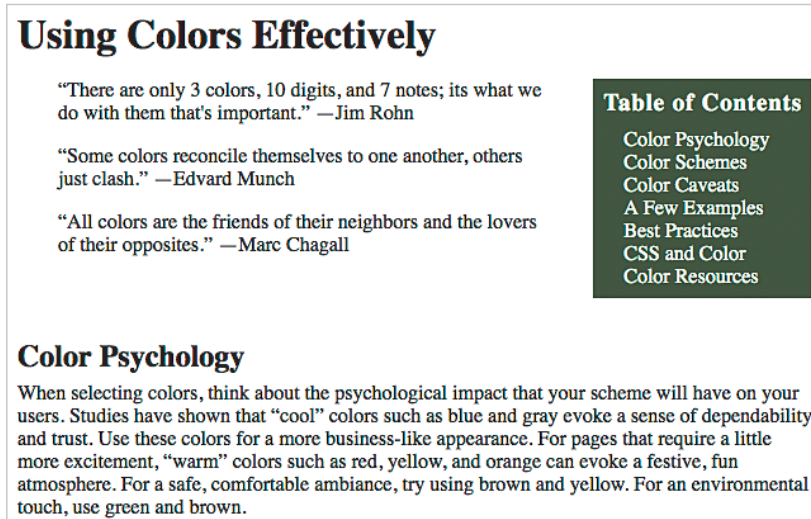 Using Colors Effectively
“There are only 3 colors, 10 digits, and 7 notes; its what we
do with them that's important.” —Jim Rohn
“Some colors reconcile themselves to one another, others
just clash.” —Edvard Munch
“All colors are the friends of their neighbors and the lovers
of their opposites.” —Marc Chagall
Table of Contents
Color Psychology
Color Schemes
Color Caveats
A Few Examples
Best Practices
CSS and Color
Color Resources
Color Psychology
When selecting colors, think about the psychological impact that your scheme will have on your
users. Studies have shown that “cool” colors such as blue and gray evoke a sense of dependability
and trust. Use these colors for a more business-like appearance. For pages that require a little
more excitement, “warm” colors such as red, yellow, and orange can evoke a festive, fun
atmosphere. For a safe, comfortable ambiance, try using brown and yellow. For an environmental
touch, use green and brown.